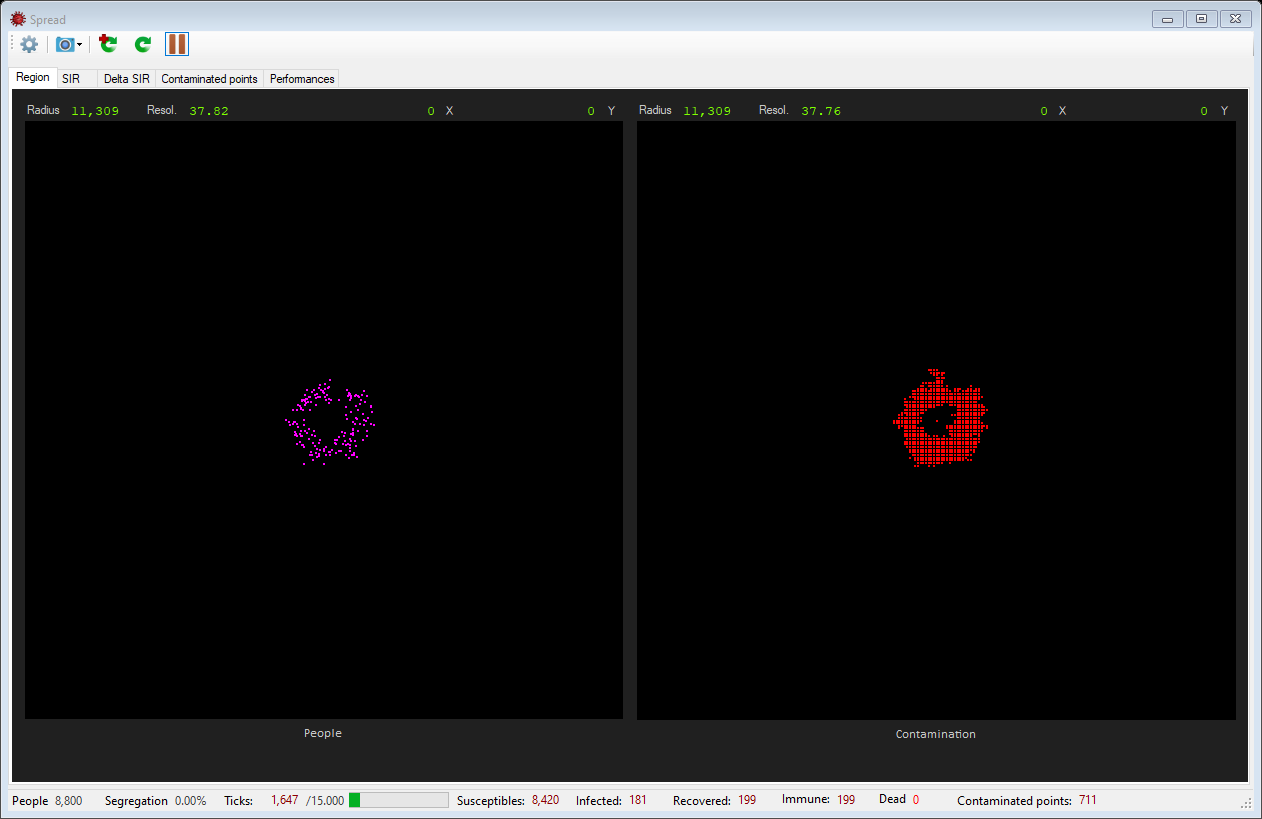 Spread
Region SIR Delta SIR Contaminated points Performances
Radius 11,309 Resol. 37.82 0 X 0 Y Radius 11,309 Resol. 37.76 0 X 0 Y
People Contamination
People 8,800 Segregation 0.00% Ticks: 1,647 /15.000 Susceptibles: 8,420 Infected: 181 Recovered: 199 Immune: 199 Dead 0 Contaminated points: 711